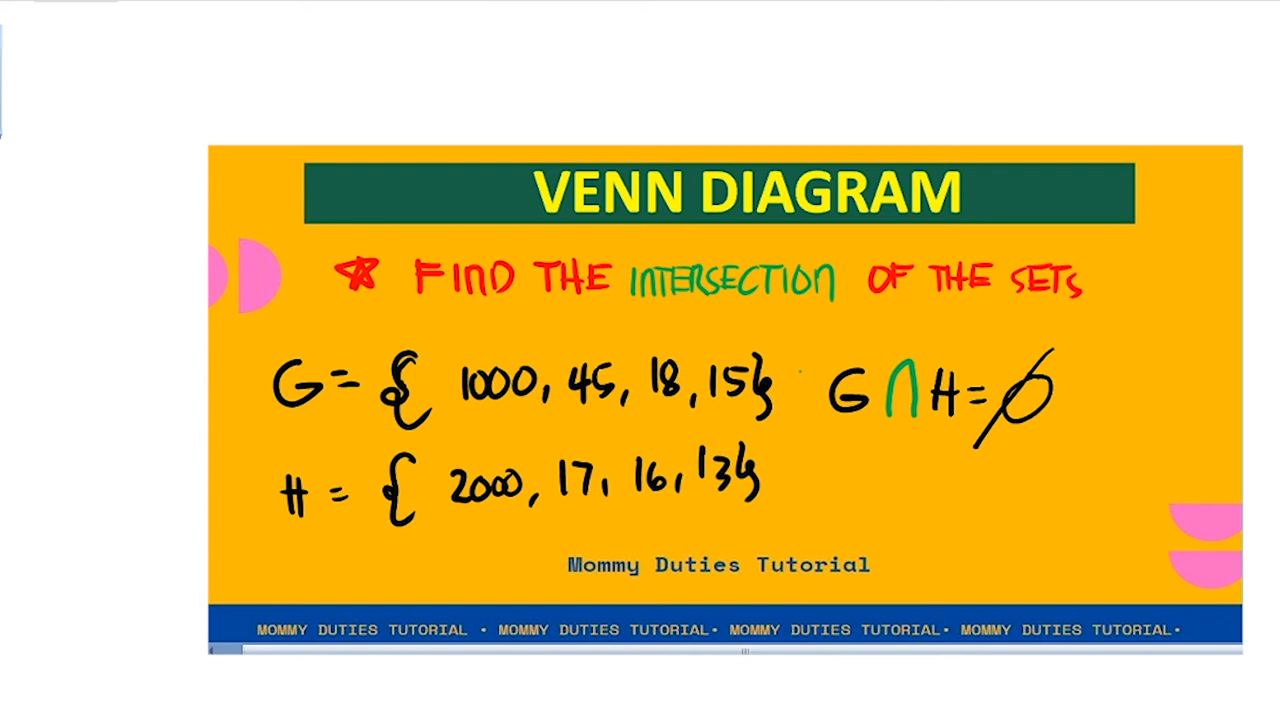 VENN DIAGRAM
☆ FIND THE INTERSECTION OF THE SETS
G = { 1000, 45, 18, 15} G ∩ H = ∅
H = { 2000, 17, 16, 13}
Mommy Duties Tutorial
MOMMY DUTIES TUTORIAL • MOMMY DUTIES TUTORIAL• MOMMY DUTIES TUTORIAL• MOMMY DUTIES TUTORIAL•